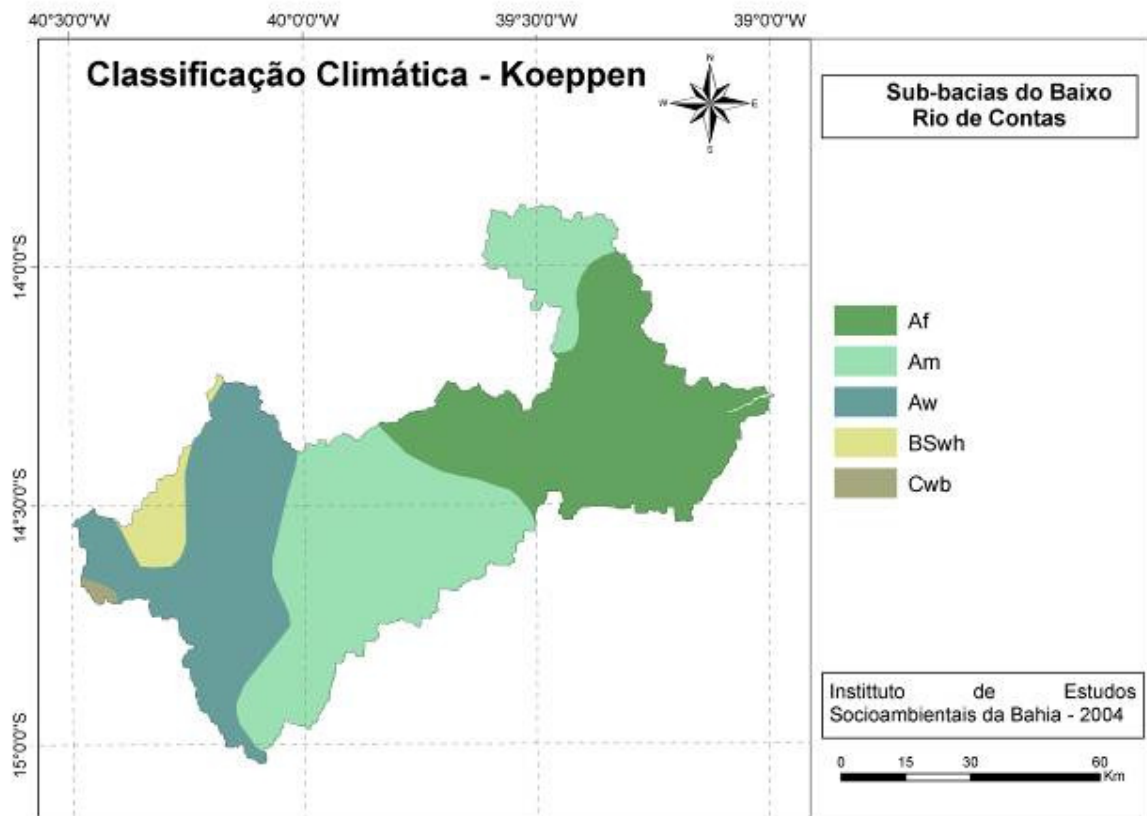 40°30'0"W 40°0'0"W 39°30'0"W 39°0'0"W
Classificação Climática - Koeppen
N
W E
S
Sub-bacias do Baixo
Rio de Contas
14°0'0"S
14°30'0"S
15°0'0"S
Af
Am
Aw
BSwh
Cwb
Instituto de Estudos
Socioambientais da Bahia - 2004
0 15 30 60
Km